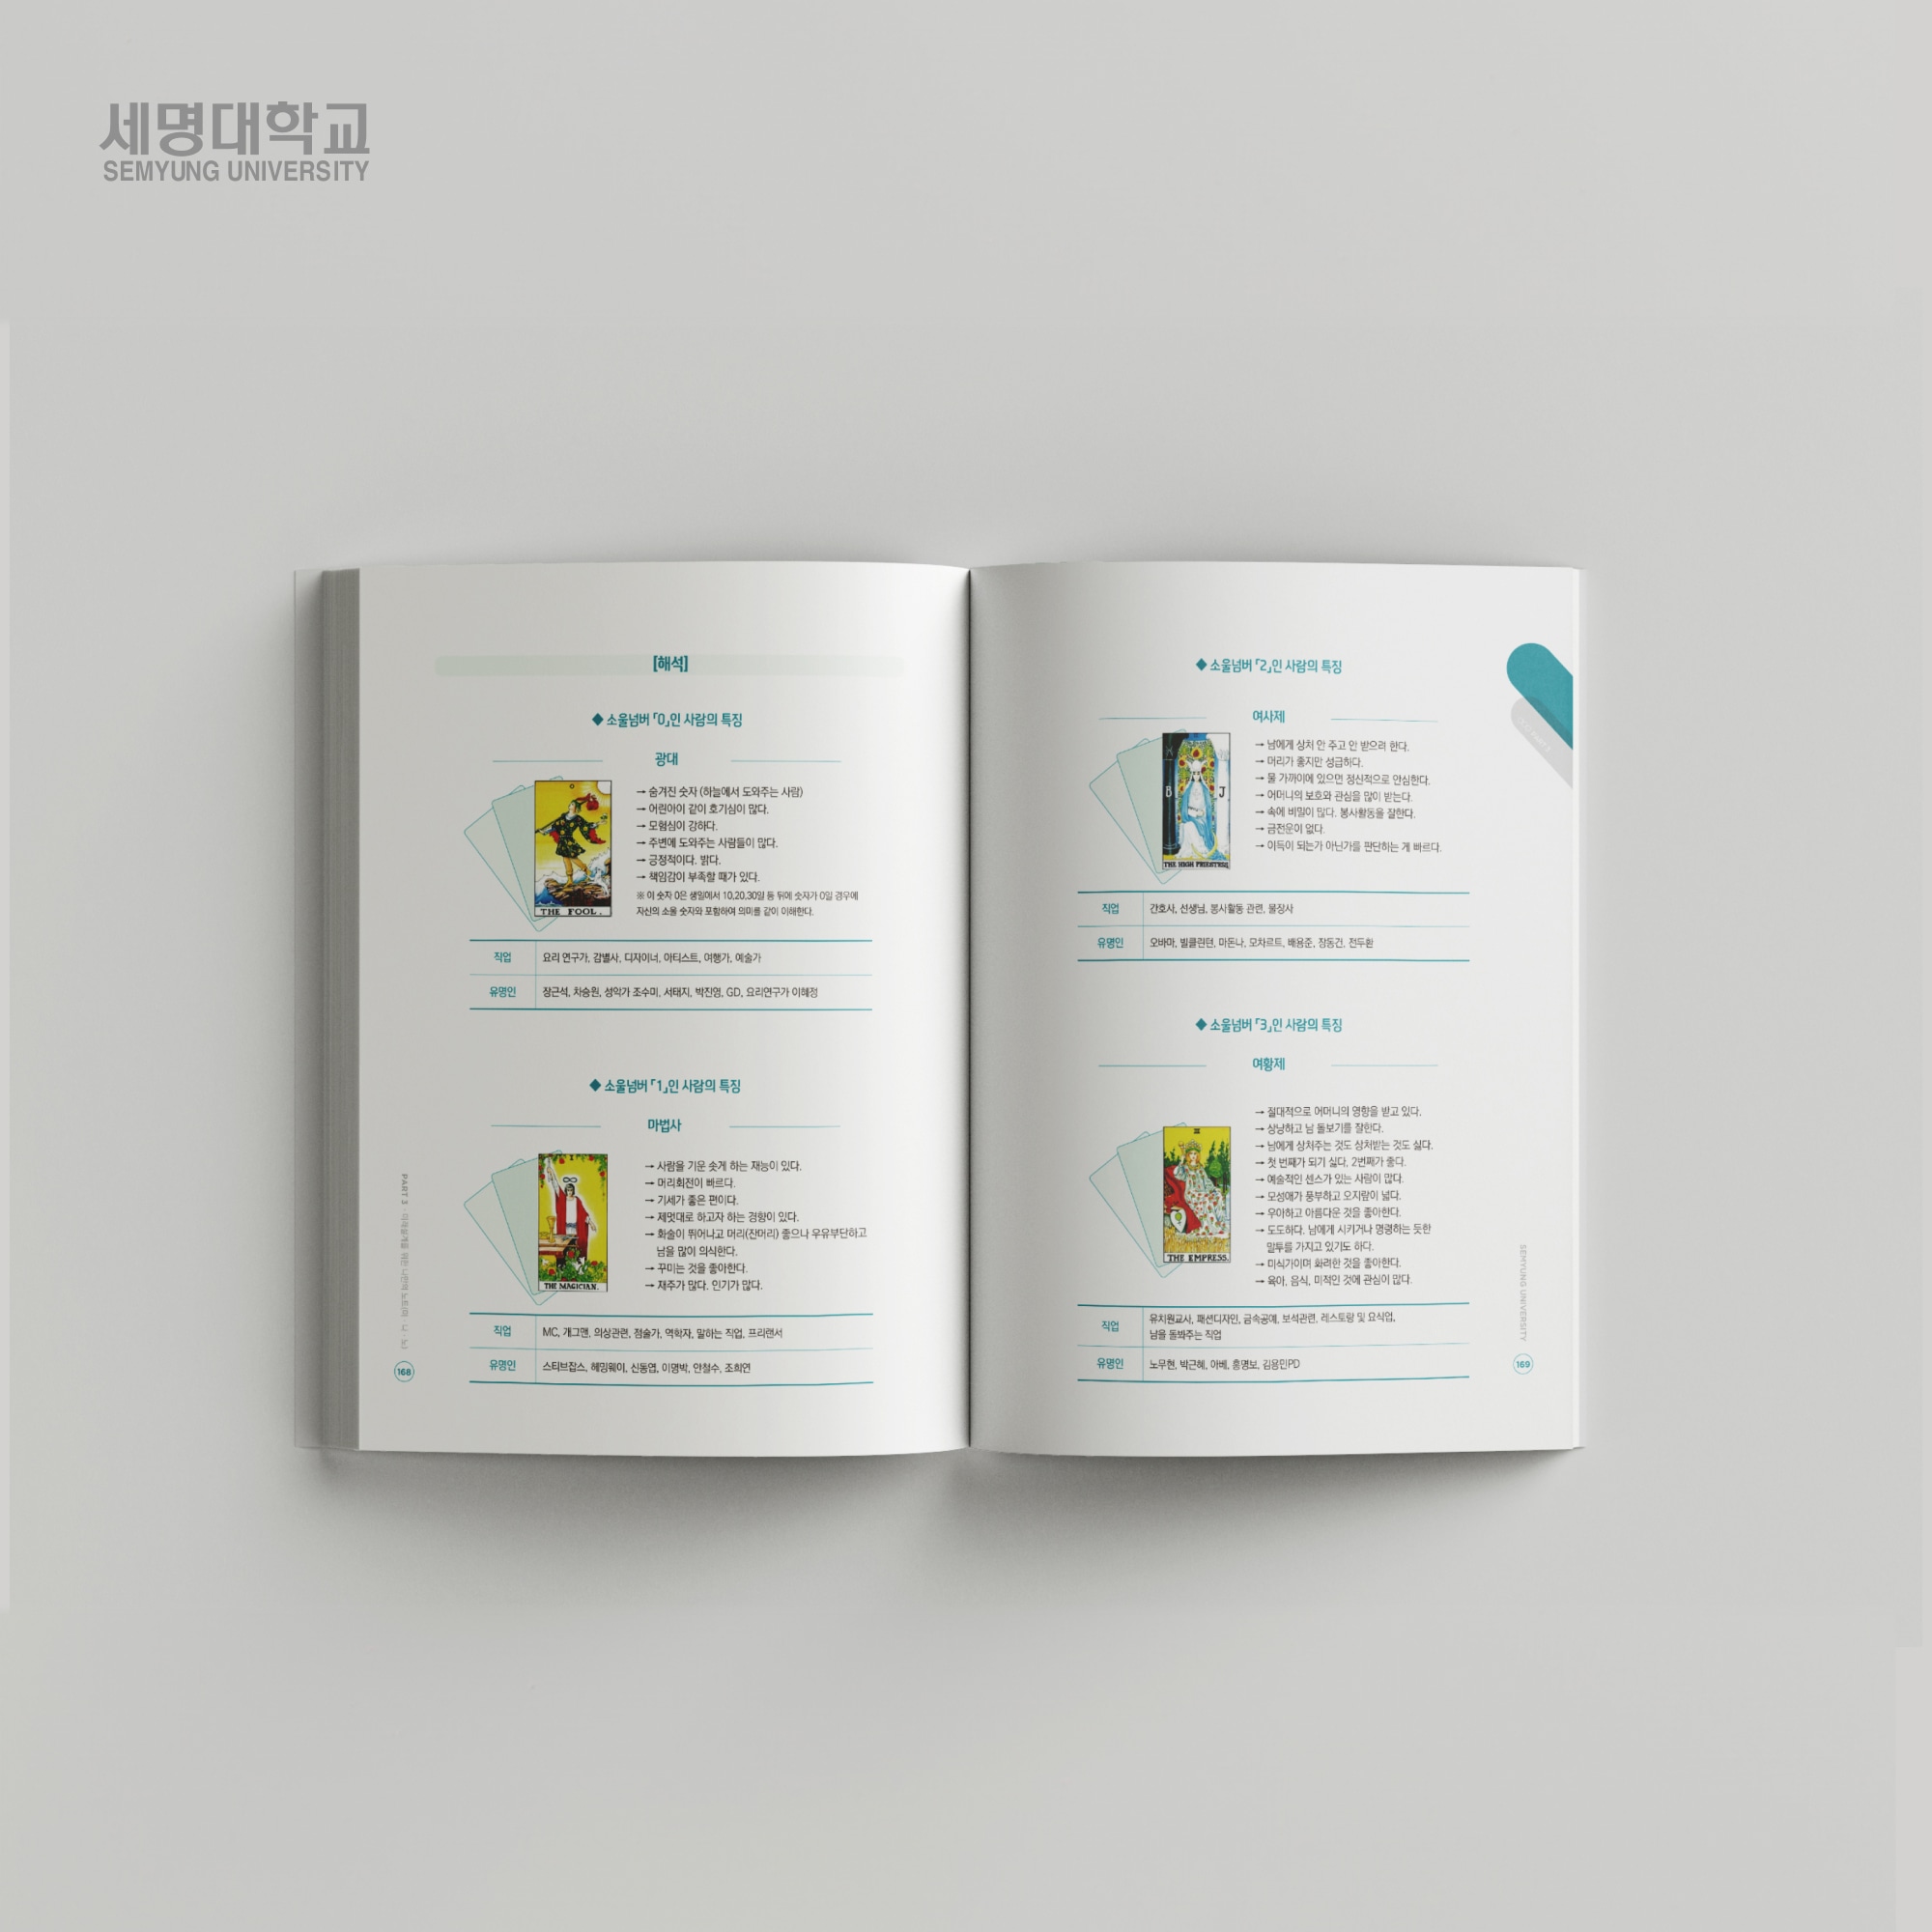 세명대학교
SEMYUNG UNIVERSITY
[해석]
◆ 소울넘버 「0」인 사람의 특징
광대
THE FOOL.
→ 숨겨진 숫자 (하늘에서 도와주는 사람)
→ 어린아이 같이 호기심이 많다.
→ 모험심이 강하다.
→ 주변에 도와주는 사람들이 많다.
→ 긍정적이다. 밝다.
→ 책임감이 부족할 때가 있다.
※ 이 숫자 0은 생일에서 10,20,30일 등 뒤에 숫자가 0일 경우에
자신의 소울 숫자와 포함하여 의미를 같이 이해한다.
직업 요리 연구가, 감별사, 디자이너, 아티스트, 여행가, 예술가
유명인 장근석, 차승원, 성악가 조수미, 서태지, 박진영, GD, 요리연구가 이혜정
◆ 소울넘버 「1」인 사람의 특징
마법사
THE MAGICIAN.
→ 사람을 기운 솟게 하는 재능이 있다.
→ 머리회전이 빠르다.
→ 기세가 좋은 편이다.
→ 제멋대로 하고자 하는 경향이 있다.
→ 화술이 뛰어나고 머리(잔머리) 좋으나 우유부단하고
남을 많이 의식한다.
→ 꾸미는 것을 좋아한다.
→ 재주가 많다. 인기가 많다.
직업 MC, 개그맨, 의상관련, 점술가, 역학자, 말하는 직업, 프리랜서
유명인 스티브잡스, 헤밍웨이, 신동엽, 이명박, 안철수, 조희연
PART 3
168
◆ 소울넘버 「2」인 사람의 특징
여사제
B J
THE HIGH PRIESTESS
→ 남에게 상처 안 주고 안 받으려 한다.
→ 머리가 좋지만 성급하다.
→ 물 가까이에 있으면 정신적으로 안심한다.
→ 어머니의 보호와 관심을 많이 받는다.
→ 속에 비밀이 많다. 봉사활동을 잘한다.
→ 금전운이 없다.
→ 이득이 되는가 아닌가를 판단하는 게 빠르다.
직업 간호사, 선생님, 봉사활동 관련, 물장사
유명인 오바마, 빌클린턴, 마돈나, 모차르트, 배용준, 장동건, 전두환
◆ 소울넘버 「3」인 사람의 특징
여황제
III
THE EMPRESS.
→ 절대적으로 어머니의 영향을 받고 있다.
→ 상냥하고 남 돌보기를 잘한다.
→ 남에게 상처주는 것도 상처받는 것도 싫다.
→ 첫 번째가 되기 싫다, 2번째가 좋다.
→ 예술적인 센스가 있는 사람이 많다.
→ 모성애가 풍부하고 오지랖이 넓다.
→ 우아하고 아름다운 것을 좋아한다.
→ 도도하다. 남에게 시키거나 명령하는 듯한
말투를 가지고 있기도 하다.
→ 미식가이며 화려한 것을 좋아한다.
→ 육아, 음식, 미적인 것에 관심이 많다.
직업 유치원교사, 패션디자인, 금속공예, 보석관련, 레스토랑 및 요식업,
남을 돌봐주는 직업
유명인 노무현, 박근혜, 아베, 홍명보, 김용민PD
SEMYUNG UNIVERSITY
169